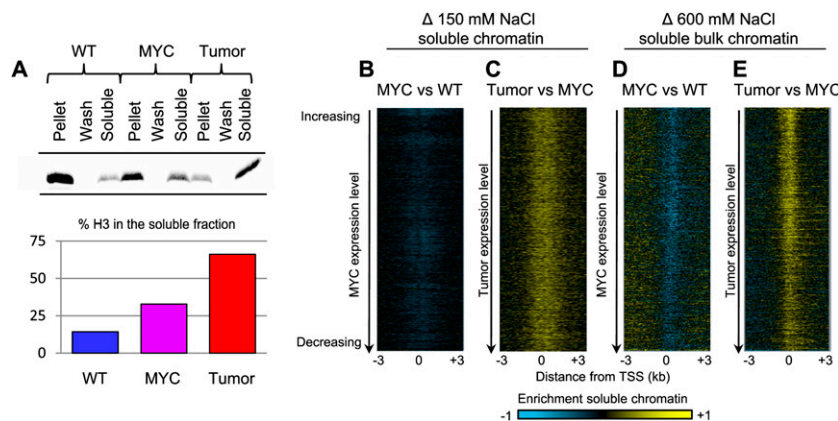 Δ 150 mM NaCl
soluble chromatin
Δ 600 mM NaCl
soluble bulk chromatin
A
WT
MYC
Tumor
Pellet
Wash
Soluble
Pellet
Wash
Soluble
Pellet
Wash
Soluble
% H3 in the soluble fraction
75
50
25
0
WT
MYC
Tumor
B
MYC vs WT
C
Tumor vs MYC
D
MYC vs WT
E
Tumor vs MYC
Increasing
MYC expression level
Decreasing
Tumor expression level
MYC expression level
Tumor expression level
-3 0 +3
-3 0 +3
-3 0 +3
-3 0 +3
Distance from TSS (kb)
Enrichment soluble chromatin
-1 +1